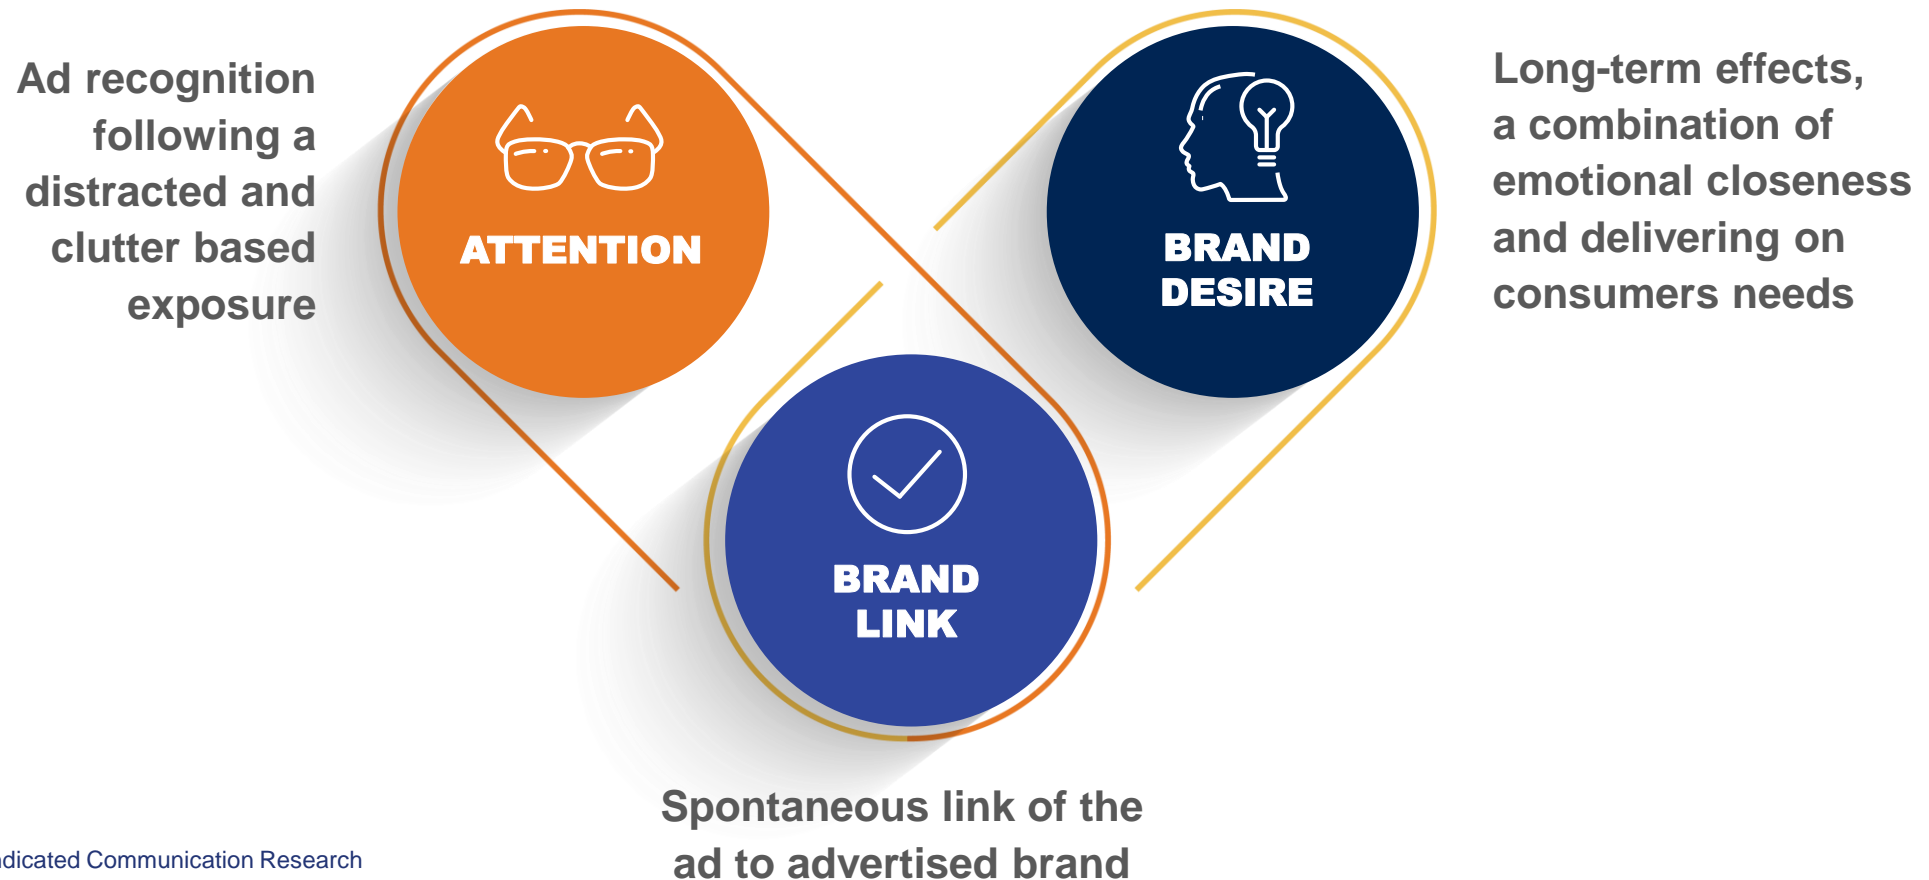 Ad recognition
following a
distracted and
clutter based
exposure
ATTENTION
BRAND
DESIRE
Long-term effects,
a combination of
emotional closeness
and delivering on
consumers needs
BRAND
LINK
Spontaneous link of the
ad to advertised brand
Communication Research